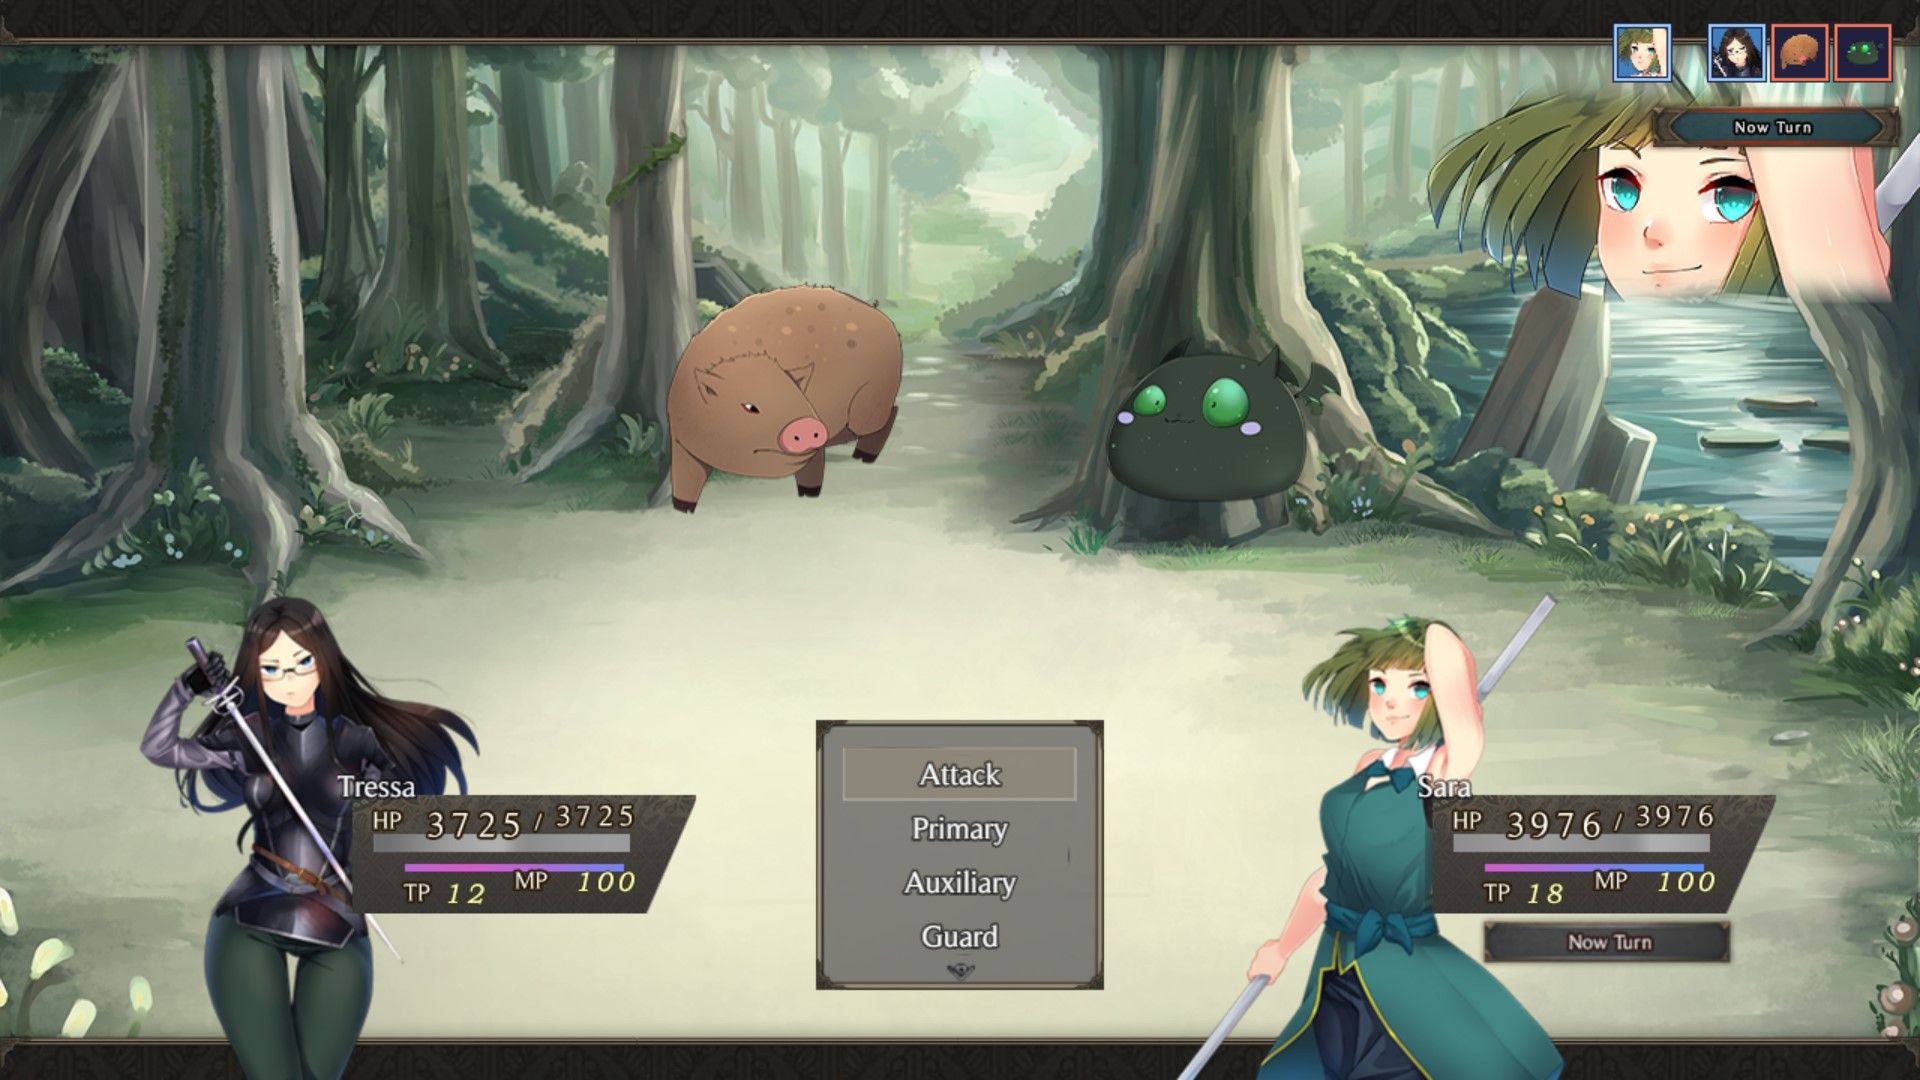 Now Turn
Tressa
HP 3725 / 3725
TP 12 MP 100
Attack
Primary
Auxiliary
Guard
Sara
HP 3976 / 3976
TP 18 MP 100
Now Turn